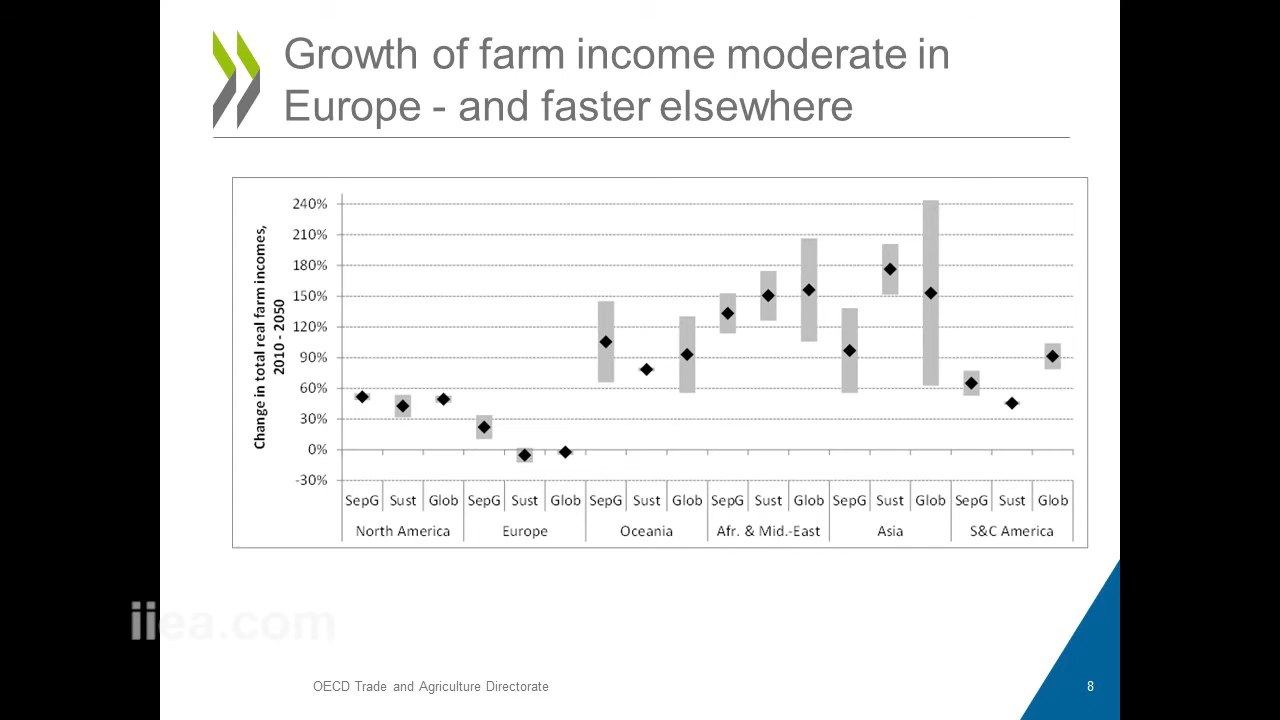 Growth of farm income moderate in
Europe - and faster elsewhere
Change in total real farm incomes,
2010 - 2050
240%
210%
180%
150%
120%
90%
60%
30%
0%
-30%
SepG Sust Glob SepG Sust Glob SepG Sust Glob SepG Sust Glob SepG Sust Glob SepG Sust Glob
North America Europe Oceania Afr. & Mid.-East Asia S&C America
iiea.com
OECD Trade and Agriculture Directorate
8